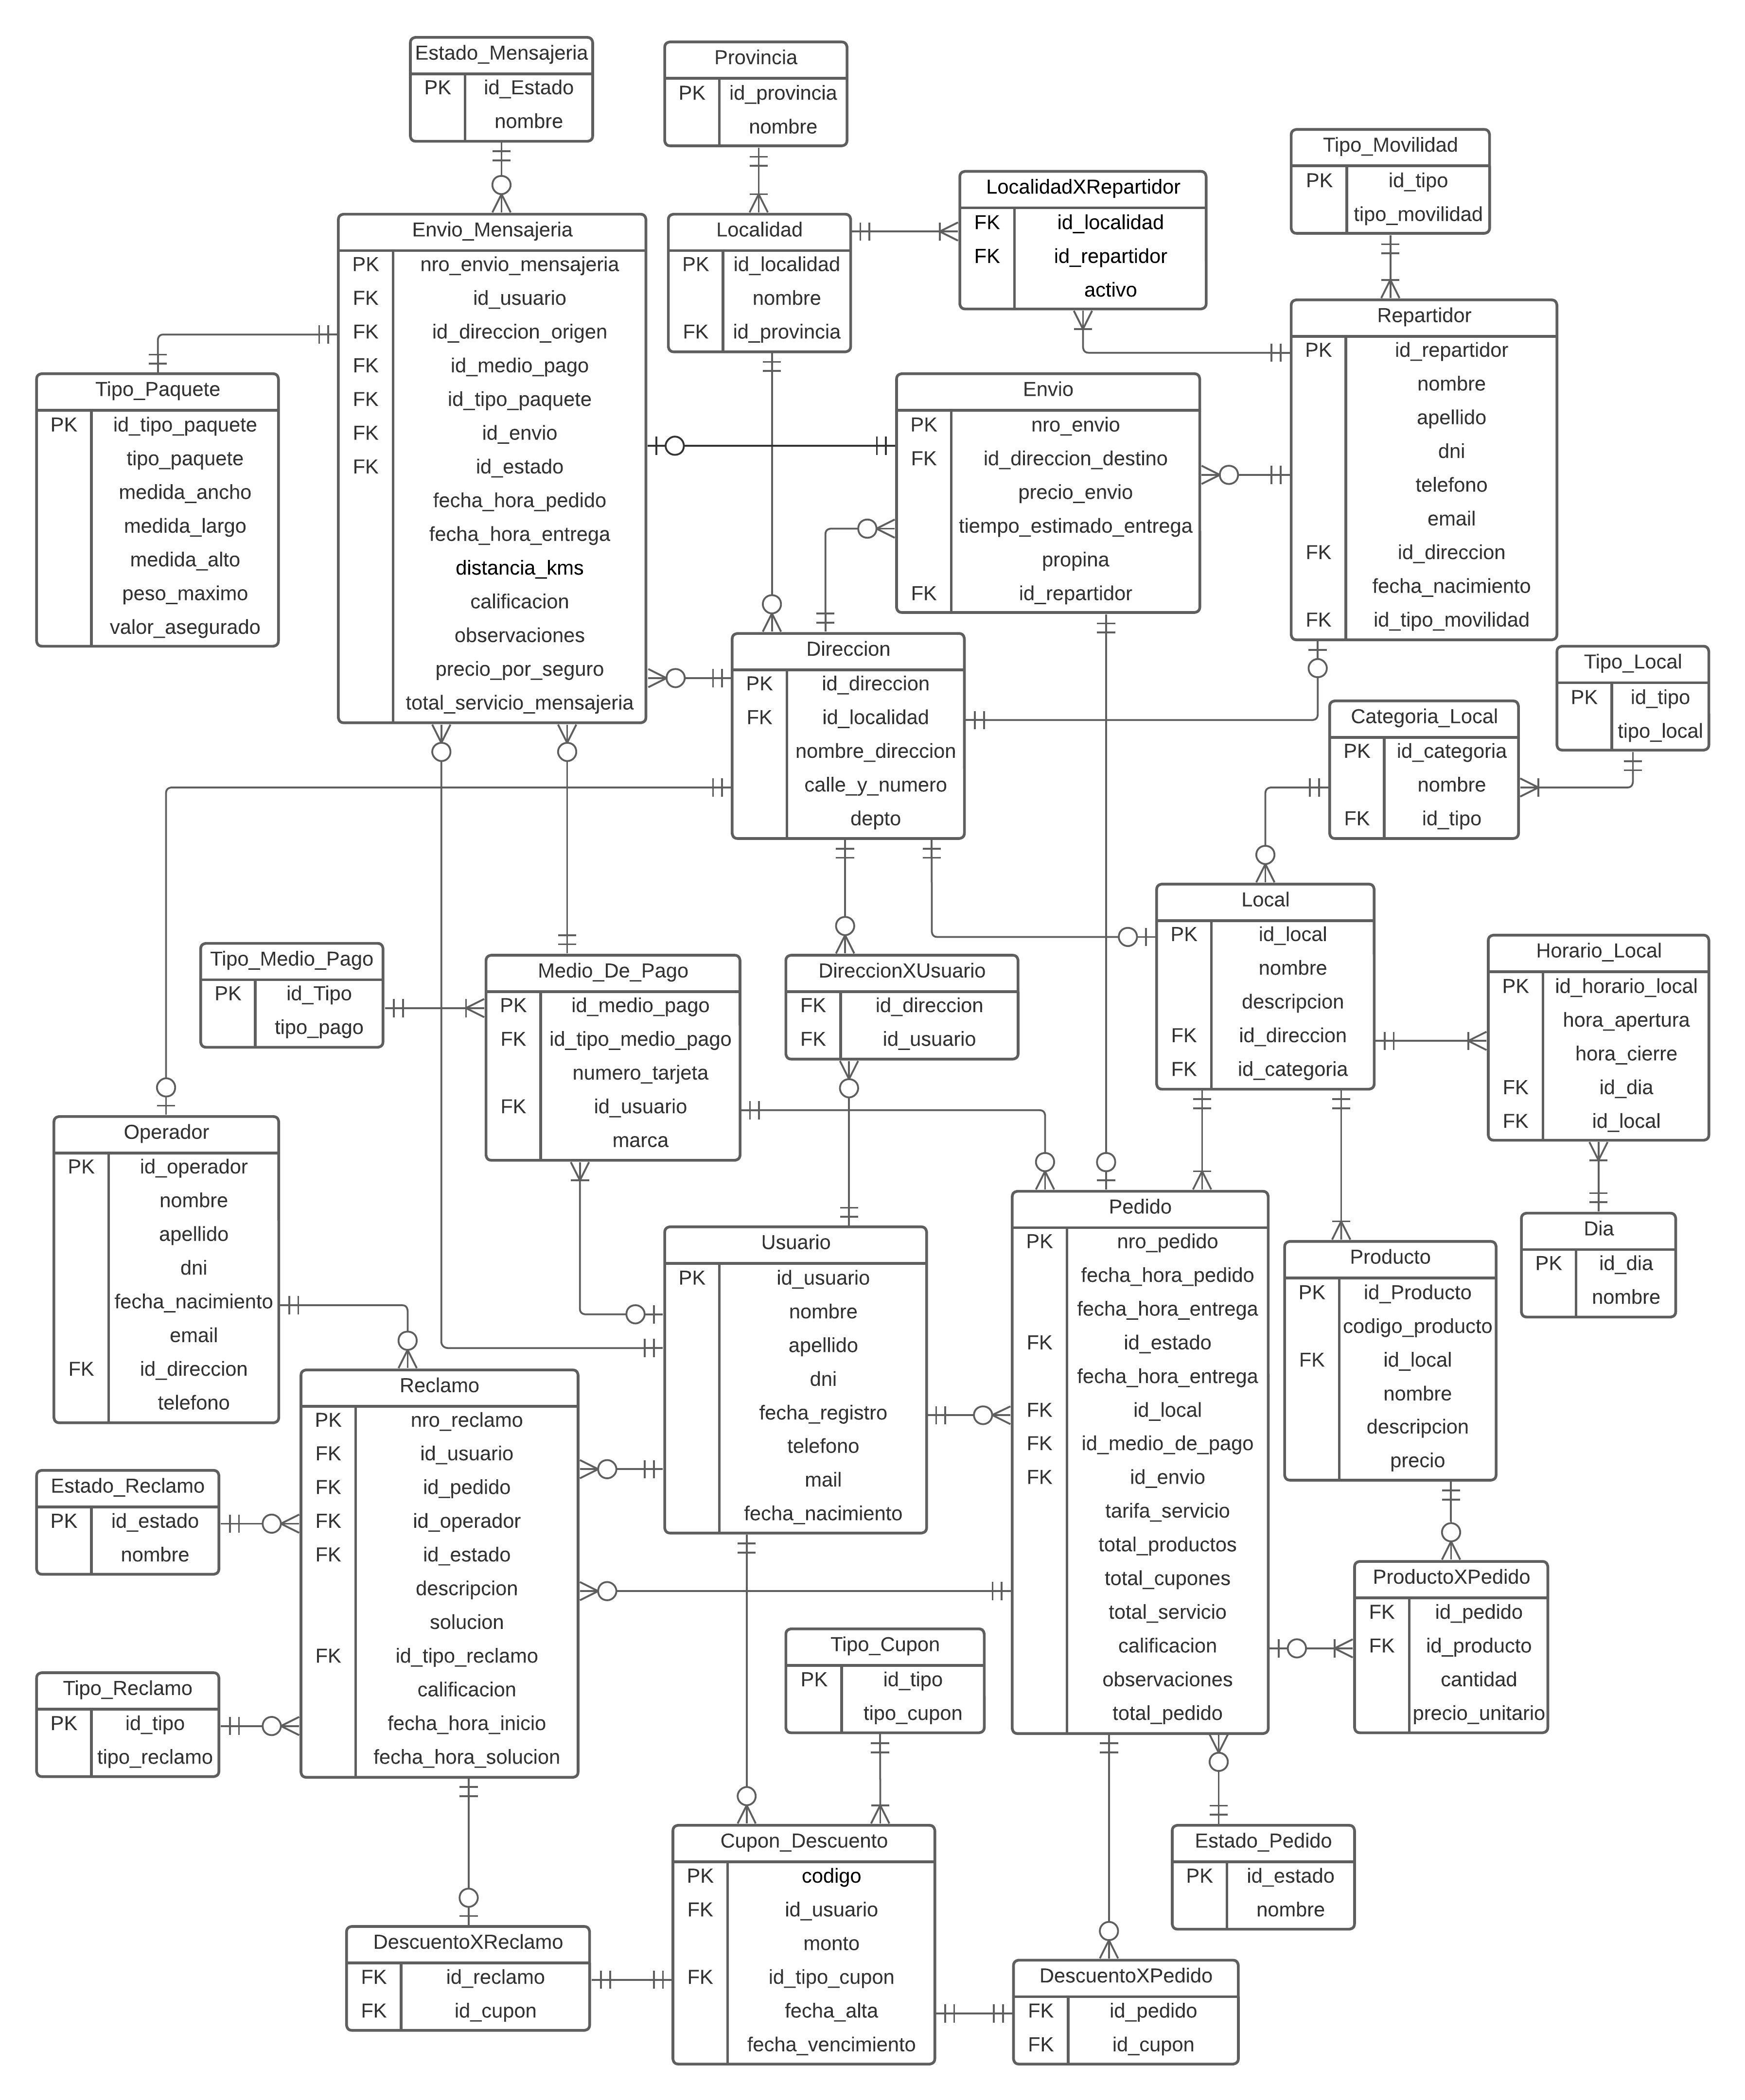 Estado_Mensajeria
PK id_Estado
nombre
Provincia
PK id_provincia
nombre
Tipo_Movilidad
PK id_tipo
tipo_movilidad
LocalidadXRepartidor
FK id_localidad
FK id_repartidor
activo
Envio_Mensajeria
PK nro_envio_mensajeria
FK id_usuario
FK id_direccion_origen
FK id_medio_pago
FK id_tipo_paquete
FK id_envio
FK id_estado
fecha_hora_pedido
fecha_hora_entrega
distancia_kms
calificacion
observaciones
precio_por_seguro
total_servicio_mensajeria
Localidad
PK id_localidad
nombre
FK id_provincia
Repartidor
PK id_repartidor
nombre
apellido
dni
telefono
email
FK id_direccion
fecha_nacimiento
FK id_tipo_movilidad
Tipo_Paquete
PK id_tipo_paquete
tipo_paquete
medida_ancho
medida_largo
medida_alto
peso_maximo
valor_asegurado
Envio
PK nro_envio
FK id_direccion_destino
precio_envio
tiempo_estimado_entrega
propina
FK id_repartidor
Direccion
PK id_direccion
FK id_localidad
nombre_direccion
calle_y_numero
depto
Tipo_Local
PK id_tipo
tipo_local
Categoria_Local
PK id_categoria
nombre
FK id_tipo
Local
PK id_local
nombre
descripcion
FK id_direccion
FK id_categoria
Horario_Local
PK id_horario_local
hora_apertura
hora_cierre
FK id_dia
FK id_local
Tipo_Medio_Pago
PK id_Tipo
tipo_pago
Medio_De_Pago
PK id_medio_pago
FK id_tipo_medio_pago
numero_tarjeta
FK id_usuario
marca
DireccionXUsuario
FK id_direccion
FK id_usuario
Operador
PK id_operador
nombre
apellido
dni
fecha_nacimiento
email
FK id_direccion
telefono
Usuario
PK id_usuario
nombre
apellido
dni
fecha_registro
telefono
mail
fecha_nacimiento
Pedido
PK nro_pedido
fecha_hora_pedido
fecha_hora_entrega
FK id_estado
fecha_hora_entrega
FK id_local
FK id_medio_de_pago
FK id_envio
tarifa_servicio
total_productos
total_cupones
total_servicio
calificacion
observaciones
total_pedido
Producto
PK id_Producto
codigo_producto
FK id_local
nombre
descripcion
precio
Dia
PK id_dia
nombre
Reclamo
PK nro_reclamo
FK id_usuario
FK id_pedido
FK id_operador
FK id_estado
descripcion
solucion
FK id_tipo_reclamo
calificacion
fecha_hora_inicio
fecha_hora_solucion
Estado_Reclamo
PK id_estado
nombre
Tipo_Reclamo
PK id_tipo
tipo_reclamo
ProductoXPedido
FK id_pedido
FK id_producto
cantidad
precio_unitario
Tipo_Cupon
PK id_tipo
tipo_cupon
Cupon_Descuento
PK codigo
FK id_usuario
monto
FK id_tipo_cupon
fecha_alta
fecha_vencimiento
Estado_Pedido
PK id_estado
nombre
DescuentoXReclamo
FK id_reclamo
FK id_cupon
DescuentoXPedido
FK id_pedido
FK id_cupon